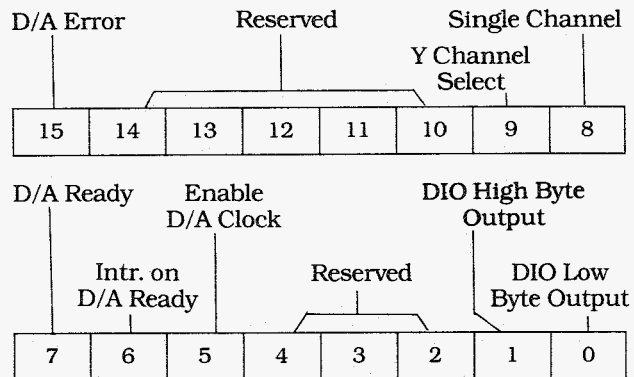 D/A Error Reserved Single Channel
Y Channel
Select
15 14 13 12 11 10 9 8
D/A Ready Enable DIO High Byte
D/A Clock Output
Intr. on Reserved DIO Low
D/A Ready Byte Output
7 6 5 4 3 2 1 0